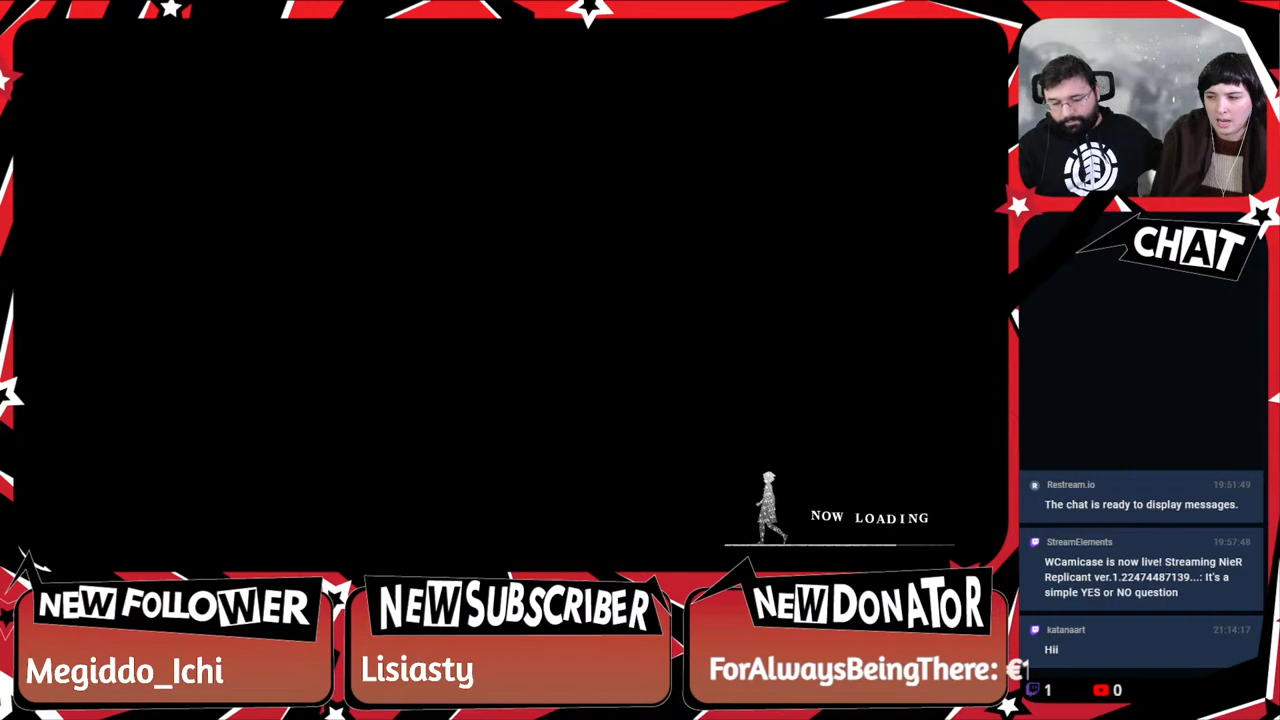 CHAT
Restream.io 19:51:49
The chat is ready to display messages.
StreamElements 19:57:48
WCamicase is now live! Streaming NieR
Replicant ver.1.22474487139...: It's a
simple YES or NO question
katanaart 21:14:17
Hii
1 0
NOW LOADING
NEW FOLLOWER
Megiddo_Ichi
NEW SUBSCRIBER
Lisiasty
NEW DONATOR
ForAlwaysBeingThere: €1